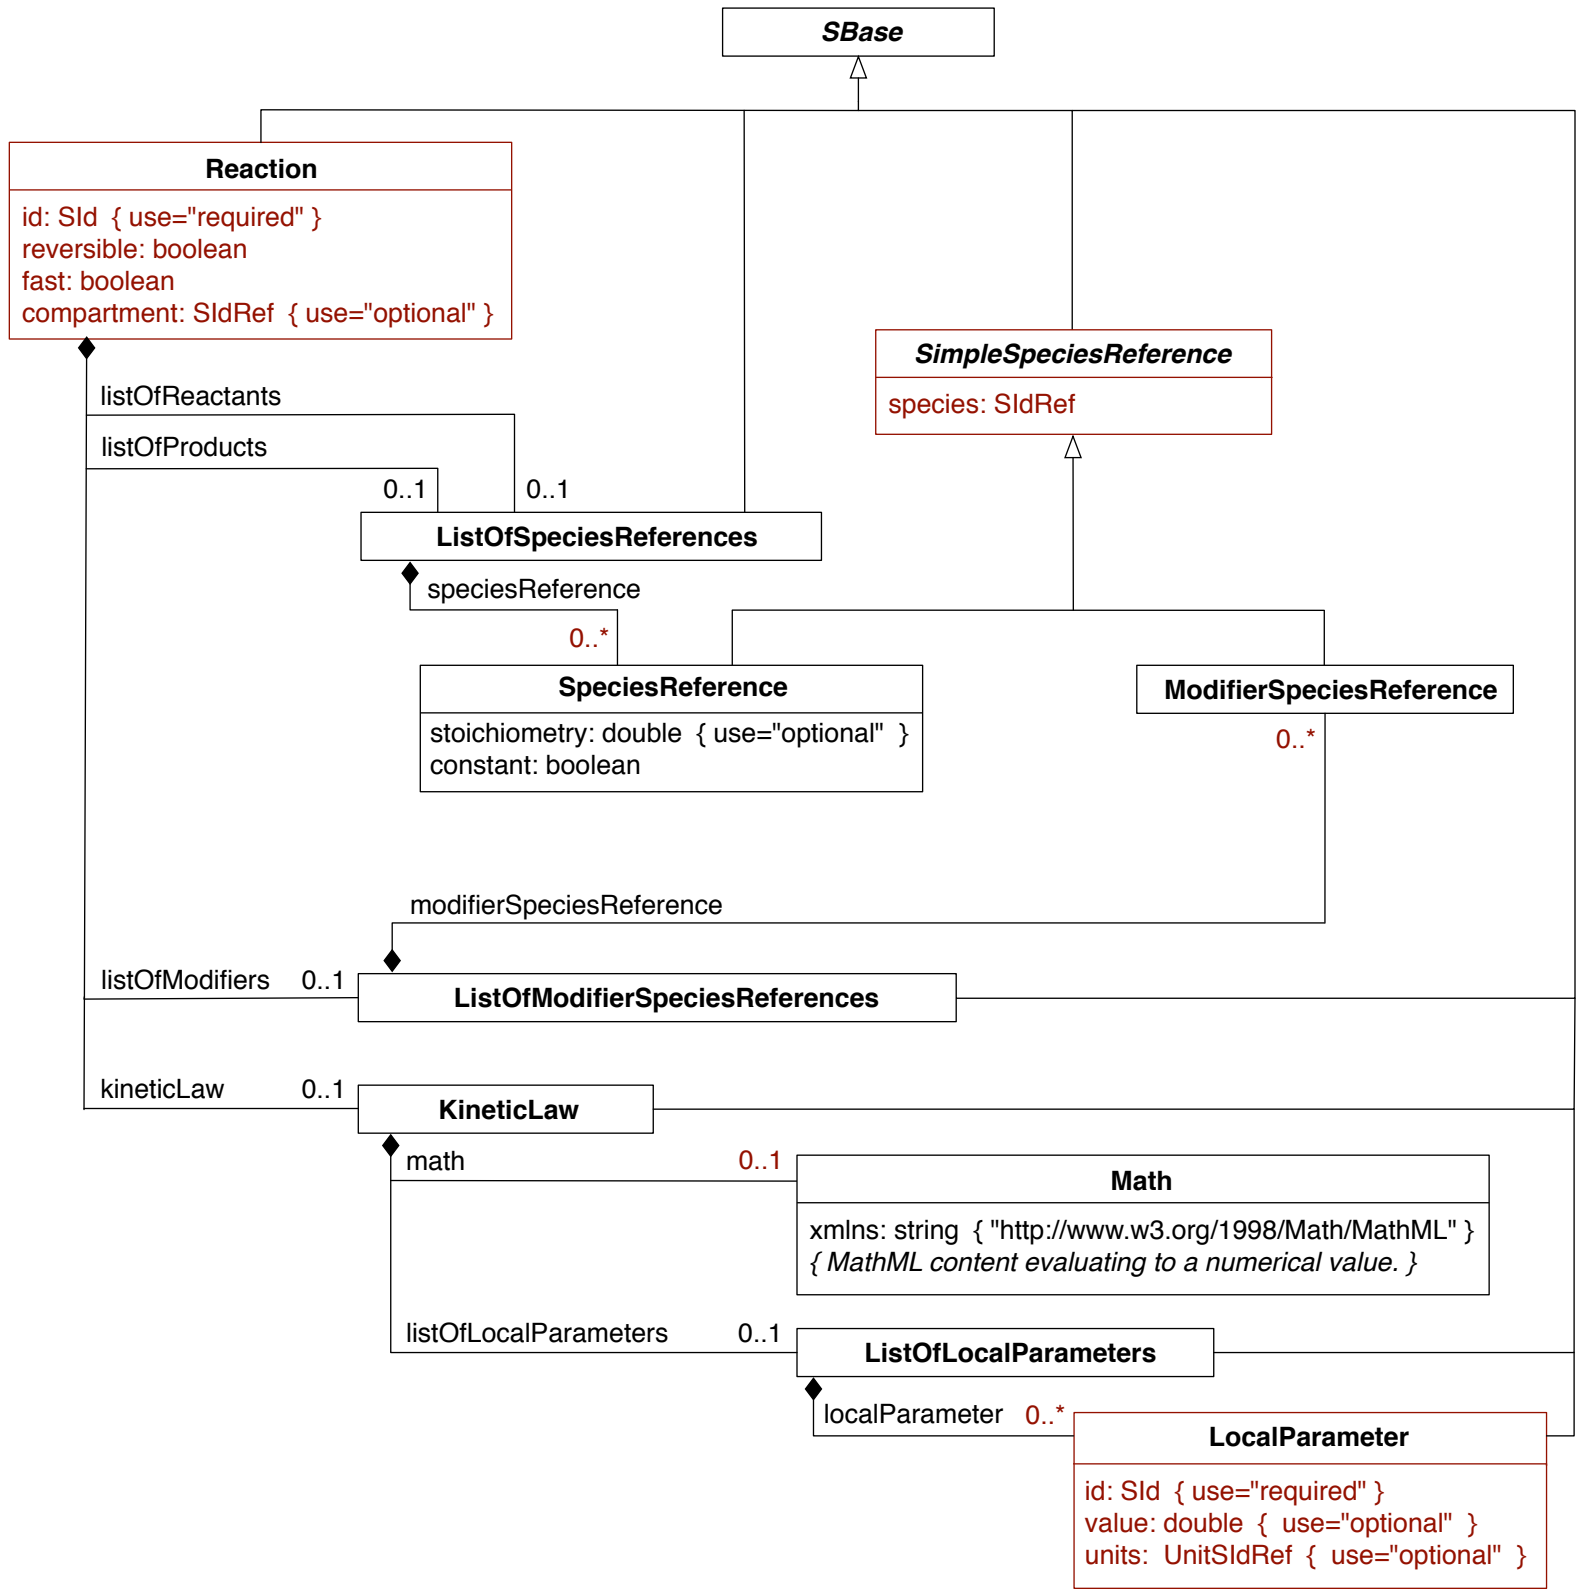 SBase
Reaction
id: SId { use="required" }
reversible: boolean
fast: boolean
compartment: SIdRef { use="optional" }
SimpleSpeciesReference
species: SIdRef
listOfReactants
listOfProducts
0..1
0..1
ListOfSpeciesReferences
speciesReference
0..*
SpeciesReference
stoichiometry: double { use="optional" }
constant: boolean
ModifierSpeciesReference
0..*
modifierSpeciesReference
listOfModifiers
0..1
ListOfModifierSpeciesReferences
kineticLaw
0..1
KineticLaw
math
0..1
Math
xmlns: string { "http://www.w3.org/1998/Math/MathML" }
{ MathML content evaluating to a numerical value. }
listOfLocalParameters
0..1
ListOfLocalParameters
localParameter
0..*
LocalParameter
id: SId { use="required" }
value: double { use="optional" }
units: UnitSIdRef { use="optional" }